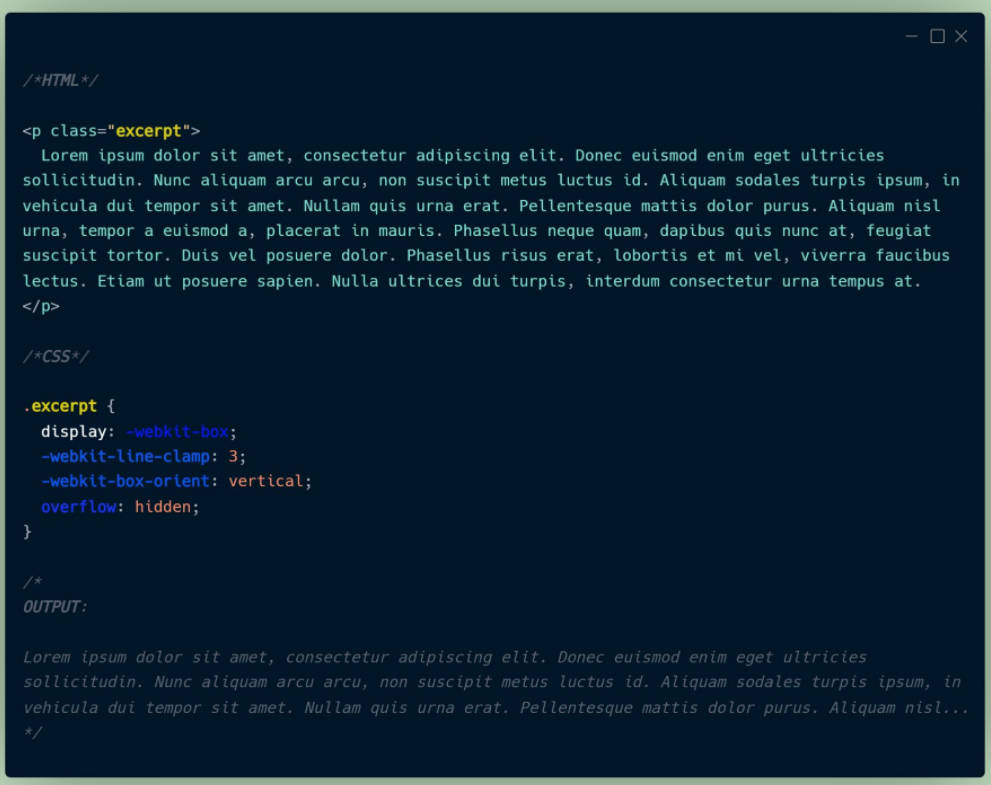 /*HTML*/
<p class="excerpt">
Lorem ipsum dolor sit amet, consectetur adipiscing elit. Donec euismod enim eget ultricies
sollicitudin. Nunc aliquam arcu arcu, non suscipit metus luctus id. Aliquam sodales turpis ipsum, in
vehicula dui tempor sit amet. Nullam quis urna erat. Pellentesque mattis dolor purus. Aliquam nisl
urna, tempor a euismod a, placerat in mauris. Phasellus neque quam, dapibus quis nunc at, feugiat
suscipit tortor. Duis vel posuere dolor. Phasellus risus erat, lobortis et mi vel, viverra faucibus
lectus. Etiam ut posuere sapien. Nulla ultrices dui turpis, interdum consectetur urna tempus at.
</p>
/*CSS*/
.excerpt {
  display: -webkit-box;
  -webkit-line-clamp: 3;
  -webkit-box-orient: vertical;
  overflow: hidden;
}
/*
OUTPUT:
Lorem ipsum dolor sit amet, consectetur adipiscing elit. Donec euismod enim eget ultricies
sollicitudin. Nunc aliquam arcu arcu, non suscipit metus luctus id. Aliquam sodales turpis ipsum, in
vehicula dui tempor sit amet. Nullam quis urna erat. Pellentesque mattis dolor purus. Aliquam nisl...
*/